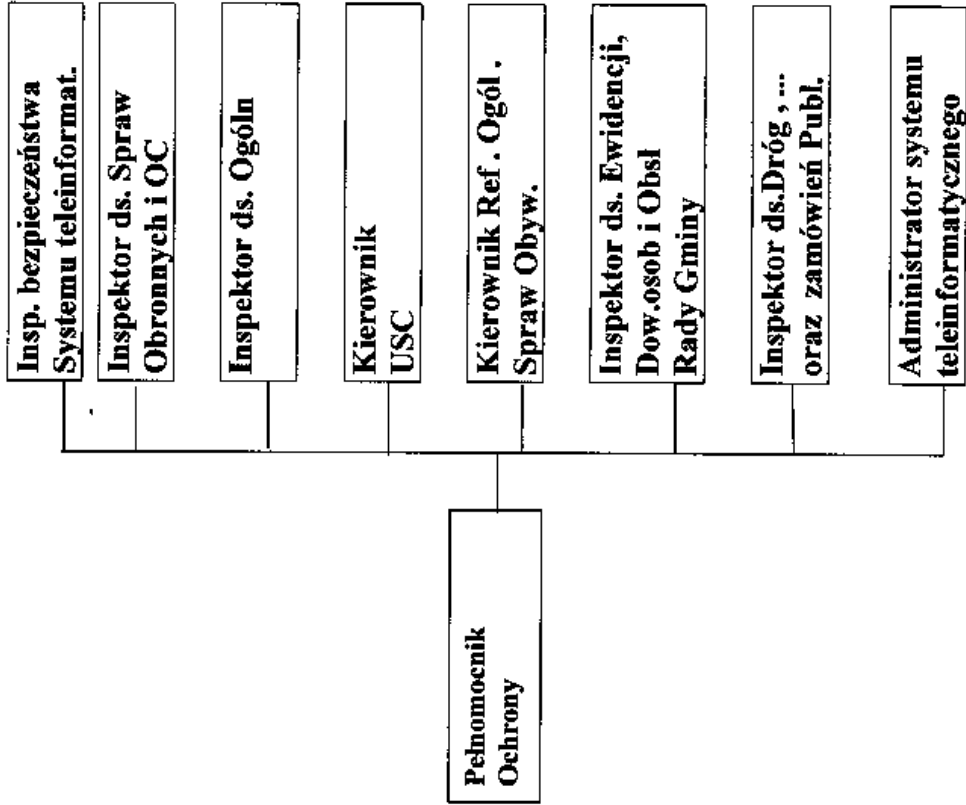 Insp. bezpieczeństwa
Systemu teleinformat.
Inspektor ds. Spraw
Obronnych i OC
Inspektor ds. Ogóln
Kierownik
USC
Kierownik Ref . Ogól .
Spraw Obyw.
Inspektor ds. Ewidencji,
Dow.osob i Obsł
Rady Gminy
Inspektor ds.Dróg , ...
oraz zamówień Publ.
Administrator systemu
teleinformatycznego
Pełnomocnik
Ochrony